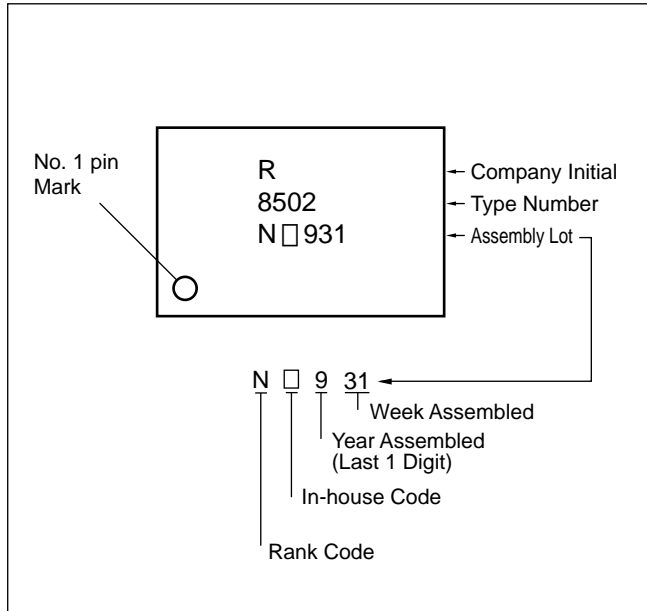 No. 1 pin
Mark
R
8502
N□931
Company Initial
Type Number
Assembly Lot
N □ 9 31
Week Assembled
Year Assembled
(Last 1 Digit)
In-house Code
Rank Code